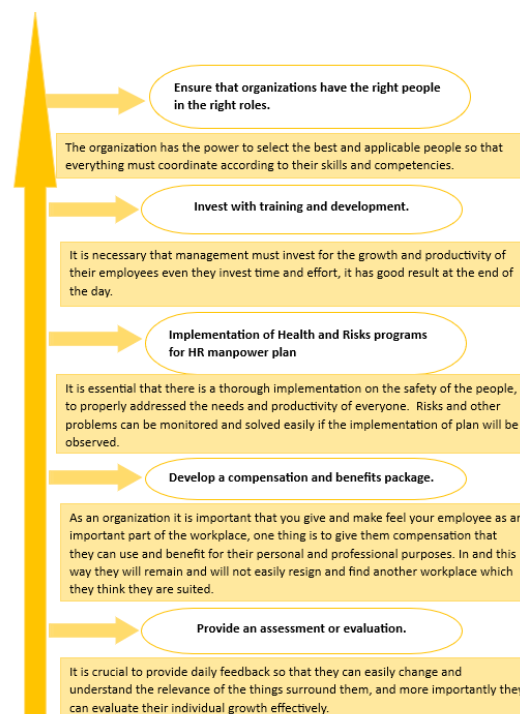 Ensure that organizations have the right people
in the right roles.
The organization has the power to select the best and applicable people so that
everything must coordinate according to their skills and competencies.
Invest with training and development.
It is necessary that management must invest for the growth and productivity of
their employees even they invest time and effort, it has good result at the end of
the day.
Implementation of Health and Risks programs
for HR manpower plan
It is essential that there is a thorough implementation on the safety of the people,
to properly addressed the needs and productivity of everyone. Risks and other
problems can be monitored and solved easily if the implementation of plan will be
observed.
Develop a compensation and benefits package.
As an organization it is important that you give and make feel your employee as an
important part of the workplace, one thing is to give them compensation that
they can use and benefit for their personal and professional purposes. In and this
way they will remain and will not easily resign and find another workplace which
they think they are suited.
Provide an assessment or evaluation.
It is crucial to provide daily feedback so that they can easily change and
understand the relevance of the things surround them, and more importantly they
can evaluate their individual growth effectively.